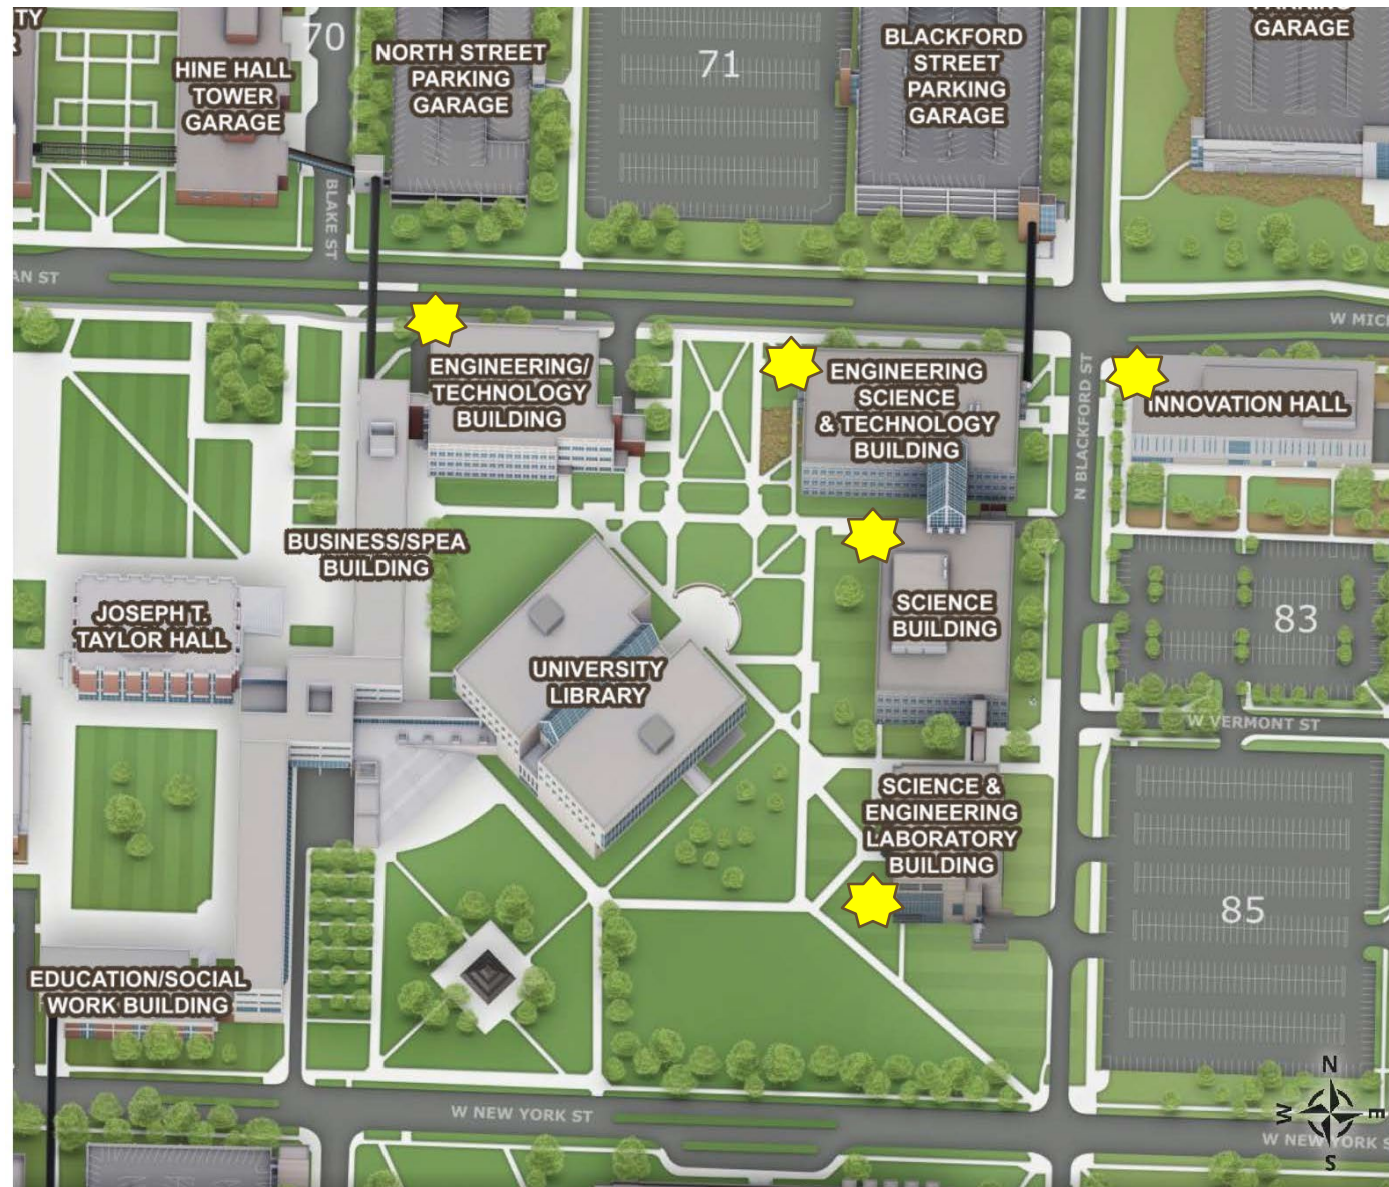 TY
R
70
HINE HALL
TOWER
GARAGE
NORTH STREET
PARKING
GARAGE
71
BLACKFORD
STREET
PARKING
GARAGE
PARKING
GARAGE
BLAKE ST
AN ST
W MICH
ENGINEERING/
TECHNOLOGY
BUILDING
ENGINEERING
SCIENCE
& TECHNOLOGY
BUILDING
N BLACKFORD ST
INNOVATION HALL
BUSINESS/SPEA
BUILDING
JOSEPH T.
TAYLOR HALL
SCIENCE
BUILDING
83
UNIVERSITY
LIBRARY
W VERMONT ST
SCIENCE &
ENGINEERING
LABORATORY
BUILDING
85
EDUCATION/SOCIAL
WORK BUILDING
W NEW YORK ST
N
W
E
S
W NEW YORK S